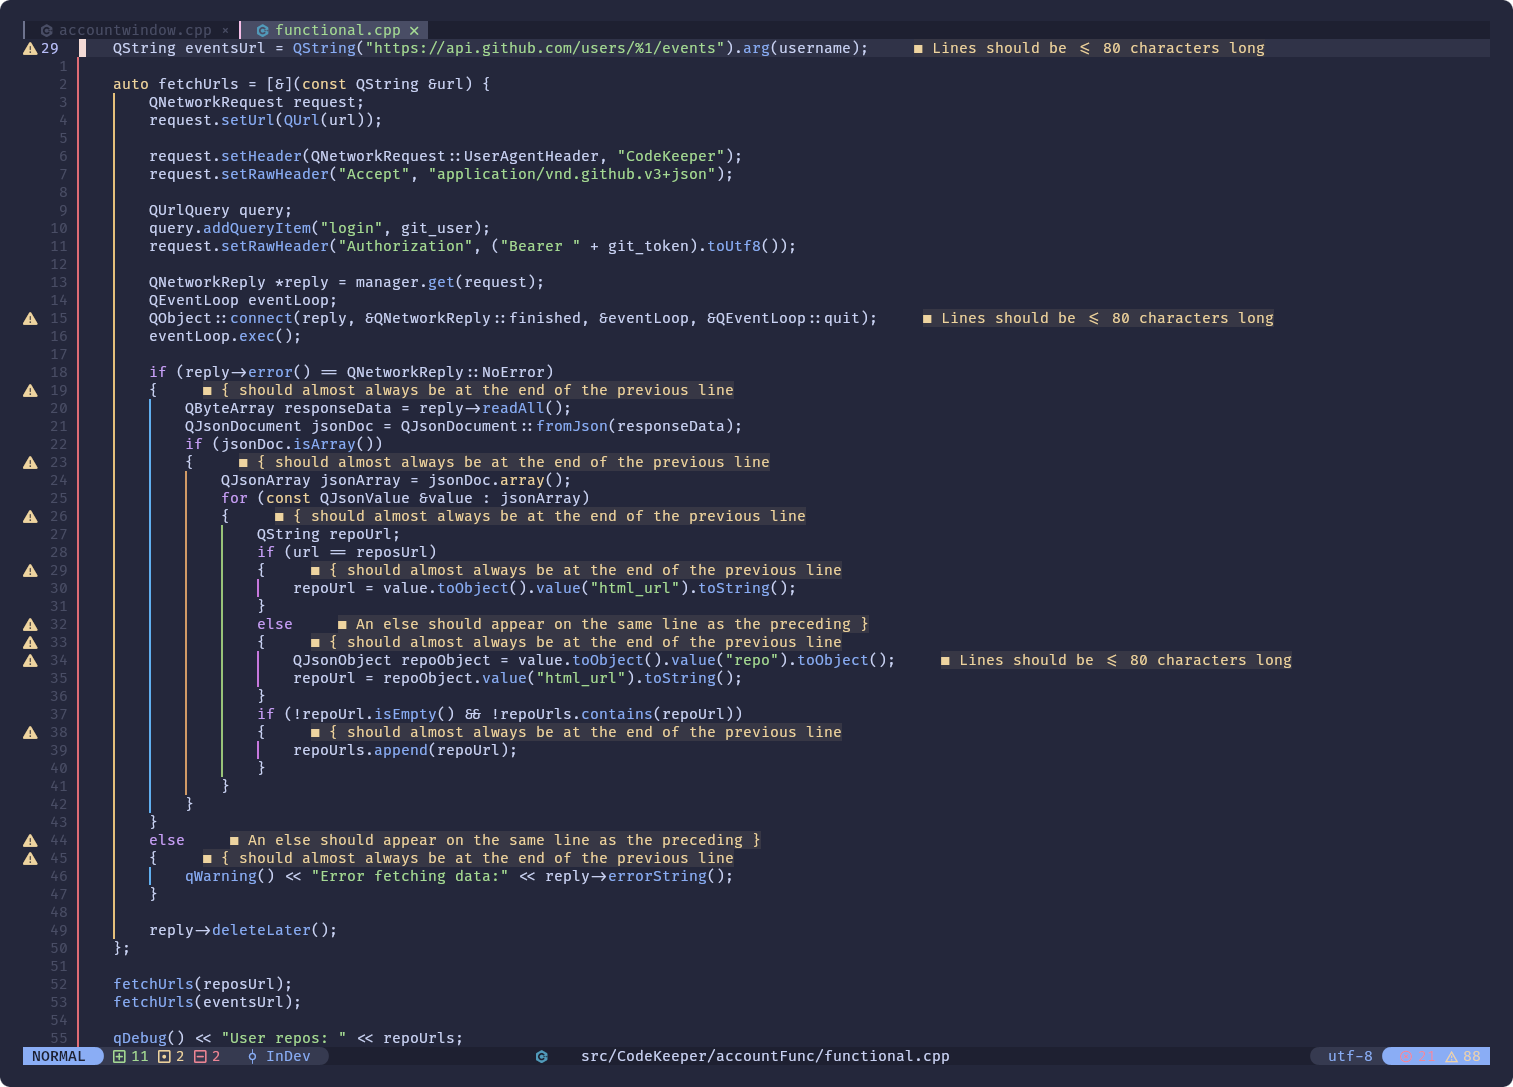 accountwindow.cpp × functional.cpp ×
29 QString eventsUrl = QString("https://api.github.com/users/%1/events").arg(username); ■ Lines should be <= 80 characters long
1
2 auto fetchUrls = [&](const QString &url) {
3 QNetworkRequest request;
4 request.setUrl(QUrl(url));
5
6 request.setHeader(QNetworkRequest::UserAgentHeader, "CodeKeeper");
7 request.setRawHeader("Accept", "application/vnd.github.v3+json");
8
9 QUrlQuery query;
10 query.addQueryItem("login", git_user);
11 request.setRawHeader("Authorization", ("Bearer " + git_token).toUtf8());
12
13 QNetworkReply *reply = manager.get(request);
14 QEventLoop eventLoop;
15 QObject::connect(reply, &QNetworkReply::finished, &eventLoop, &QEventLoop::quit); ■ Lines should be <= 80 characters long
16 eventLoop.exec();
17
18 if (reply->error() == QNetworkReply::NoError)
19 { ■ { should almost always be at the end of the previous line
20 QByteArray responseData = reply->readAll();
21 QJsonDocument jsonDoc = QJsonDocument::fromJson(responseData);
22 if (jsonDoc.isArray())
23 { ■ { should almost always be at the end of the previous line
24 QJsonArray jsonArray = jsonDoc.array();
25 for (const QJsonValue &value : jsonArray)
26 { ■ { should almost always be at the end of the previous line
27 QString repoUrl;
28 if (url == reposUrl)
29 { ■ { should almost always be at the end of the previous line
30 repoUrl = value.toObject().value("html_url").toString();
31 }
32 else ■ An else should appear on the same line as the preceding }
33 { ■ { should almost always be at the end of the previous line
34 QJsonObject repoObject = value.toObject().value("repo").toObject(); ■ Lines should be <= 80 characters long
35 repoUrl = repoObject.value("html_url").toString();
36 }
37 if (!repoUrl.isEmpty() && !repoUrls.contains(repoUrl))
38 { ■ { should almost always be at the end of the previous line
39 repoUrls.append(repoUrl);
40 }
41 }
42 }
43 }
44 else ■ An else should appear on the same line as the preceding }
45 { ■ { should almost always be at the end of the previous line
46 qWarning() << "Error fetching data:" << reply->errorString();
47 }
48
49 reply->deleteLater();
50 };
51
52 fetchUrls(reposUrl);
53 fetchUrls(eventsUrl);
54
55 qDebug() << "User repos: " << repoUrls;
NORMAL 11 2 2 InDev src/CodeKeeper/accountFunc/functional.cpp utf-8 88